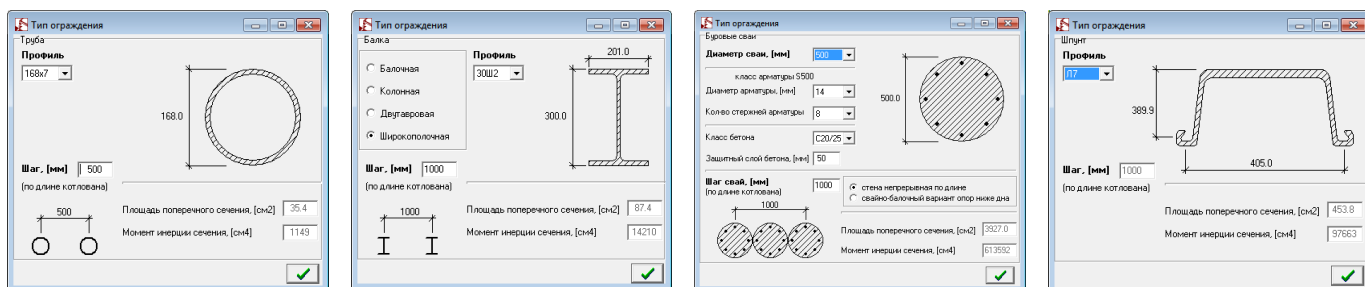 Тип ограждения
Труба
Профиль
168x7
168.0
Шаг, [мм] 500
(по длине котлована)
500
Площадь поперечного сечения, [см2] 35.4
Момент инерции сечения, [см4] 1149
Тип ограждения
Балка
Балочная
Колонная
Двутавровая
Широкополочная
Профиль
30Ш2
201.0
300.0
Шаг, [мм] 1000
(по длине котлована)
1000
Площадь поперечного сечения, [см2] 87.4
Момент инерции сечения, [см4] 14210
Тип оргаждения
Буровые сваи
Диаметр сваи, [мм] 500
класс арматуры S500
Диаметр арматуры, [мм] 14
Кол-во стержней арматуры 8
Класс бетона C20/25
Защитный слой бетона, [мм] 50
500.0
Шаг свай, [мм] 1000
(по длине котлована)
стена непрерывная по длине
свайно-балочный вариант опор ниже дна
1000
Площадь поперечного сечения, [см2] 3927.0
Момент инерции сечения, [см4] 613592
Тип ограждения
Шпунт
Профиль
Л7
389.9
405.0
Шаг, [мм] 1000
(по длине котлована)
Площадь поперечного сечения, [см2] 453.8
Момент инерции сечения, [см4] 97663